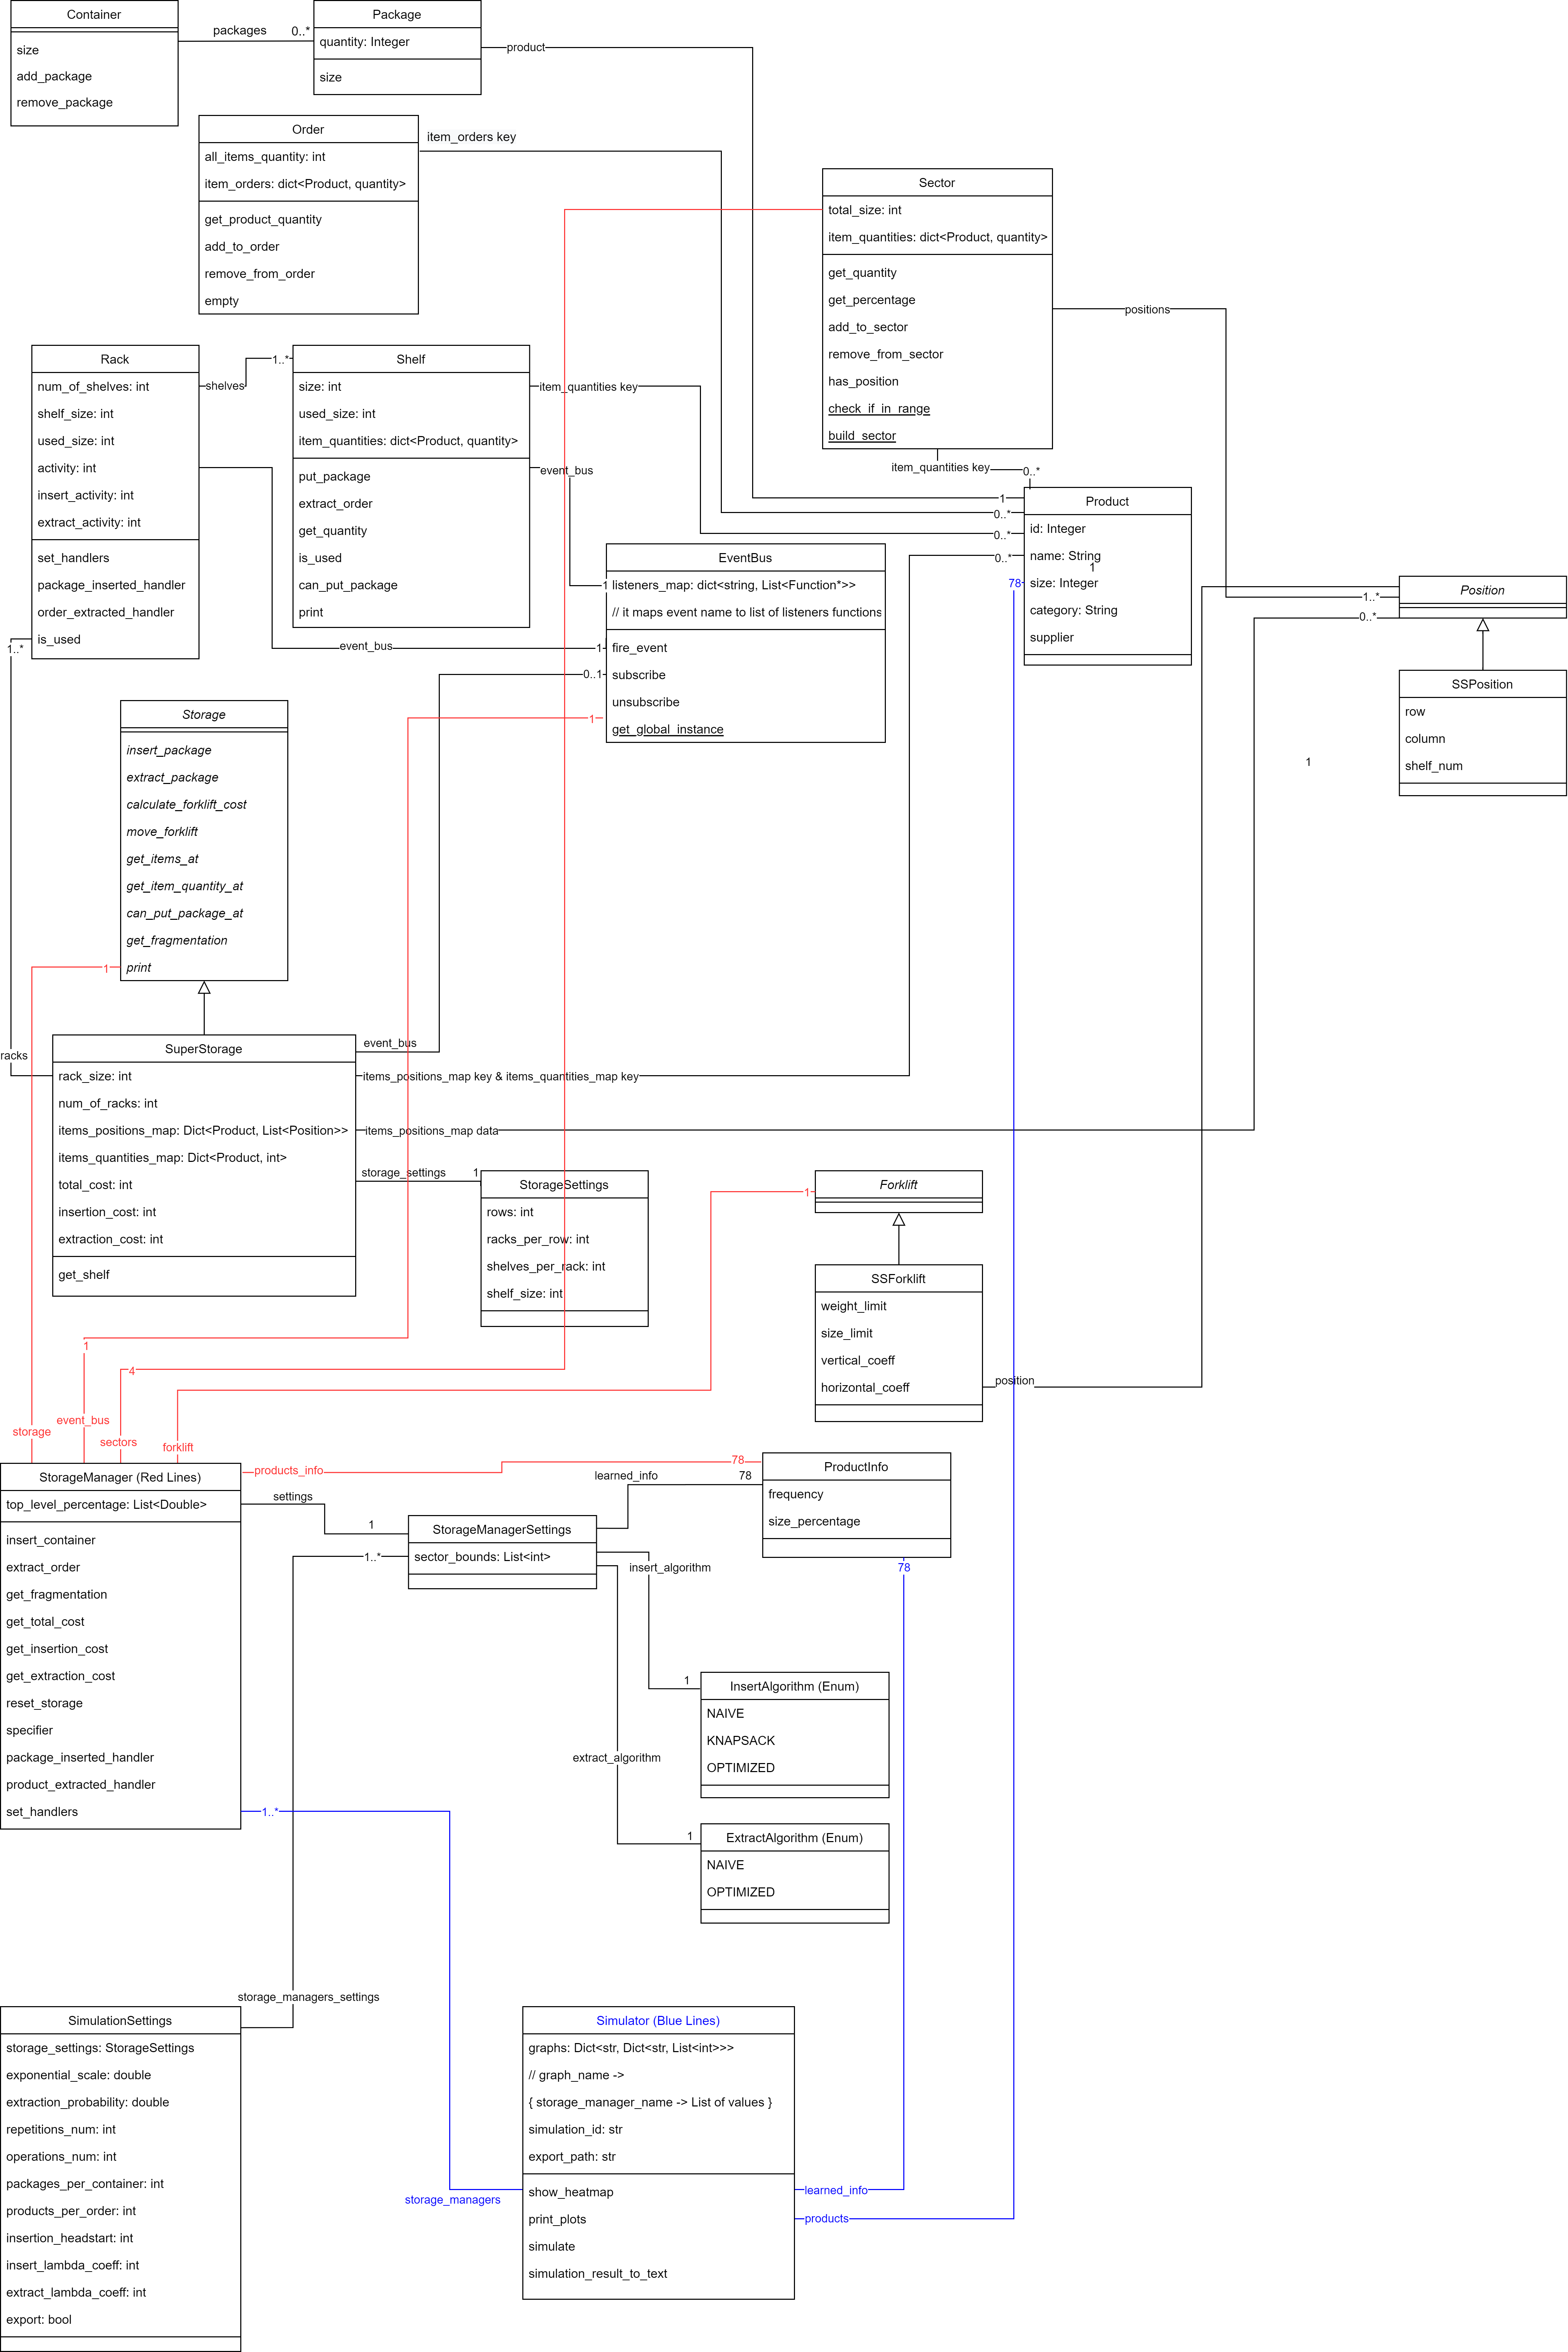 Container
size
add_package
remove_package
packages
0..*
Package
quantity: Integer
size
product
Order
all_items_quantity: int
item_orders: dict<Product, quantity>
get_product_quantity
add_to_order
remove_from_order
empty
item_orders key
Sector
total_size: int
item_quantities: dict<Product, quantity>
get_quantity
get_percentage
add_to_sector
remove_from_sector
has_position
check_if_in_range
build_sector
positions
item_quantities key
0..*
Rack
num_of_shelves: int
shelf_size: int
used_size: int
activity: int
insert_activity: int
extract_activity: int
set_handlers
package_inserted_handler
order_extracted_handler
is_used
shelves
1..*
Shelf
size: int
used_size: int
item_quantities: dict<Product, quantity>
put_package
extract_order
get_quantity
is_used
can_put_package
print
item_quantities key
event_bus
1
0..*
0..*
0..*
78
Product
id: Integer
name: String
1
size: Integer
category: String
supplier
EventBus
1
listeners_map: dict<string, List<Function*>>
// it maps event name to list of listeners functions
fire_event
subscribe
unsubscribe
get_global_instance
event_bus
1
0..1
1
1..*
0..*
Position
SSPosition
row
column
shelf_num
1
1..*
Storage
insert_package
extract_package
calculate_forklift_cost
move_forklift
get_items_at
get_item_quantity_at
can_put_package_at
get_fragmentation
print
1
racks
SuperStorage
rack_size: int
num_of_racks: int
items_positions_map: Dict<Product, List<Position>>
items_quantities_map: Dict<Product, int>
total_cost: int
insertion_cost: int
extraction_cost: int
get_shelf
event_bus
items_positions_map key & items_quantities_map key
items_positions_map data
storage_settings
1
StorageSettings
rows: int
racks_per_row: int
shelves_per_rack: int
shelf_size: int
1
Forklift
SSForklift
weight_limit
size_limit
vertical_coeff
horizontal_coeff
position
1
4
storage
event_bus
sectors
forklift
StorageManager (Red Lines)
top_level_percentage: List<Double>
insert_container
extract_order
get_fragmentation
get_total_cost
get_insertion_cost
get_extraction_cost
reset_storage
specifier
package_inserted_handler
product_extracted_handler
set_handlers
products_info
78
settings
1
1..*
StorageManagerSettings
sector_bounds: List<int>
learned_info
78
ProductInfo
frequency
size_percentage
78
insert_algorithm
1
InsertAlgorithm (Enum)
NAIVE
KNAPSACK
OPTIMIZED
extract_algorithm
1
ExtractAlgorithm (Enum)
NAIVE
OPTIMIZED
1..*
storage_managers_settings
SimulationSettings
storage_settings: StorageSettings
exponential_scale: double
extraction_probability: double
repetitions_num: int
operations_num: int
packages_per_container: int
products_per_order: int
insertion_headstart: int
insert_lambda_coeff: int
extract_lambda_coeff: int
export: bool
Simulator (Blue Lines)
graphs: Dict<str, Dict<str, List<int>>>
// graph_name ->
{ storage_manager_name -> List of values }
simulation_id: str
export_path: str
show_heatmap
print_plots
simulate
simulation_result_to_text
storage_managers
learned_info
products